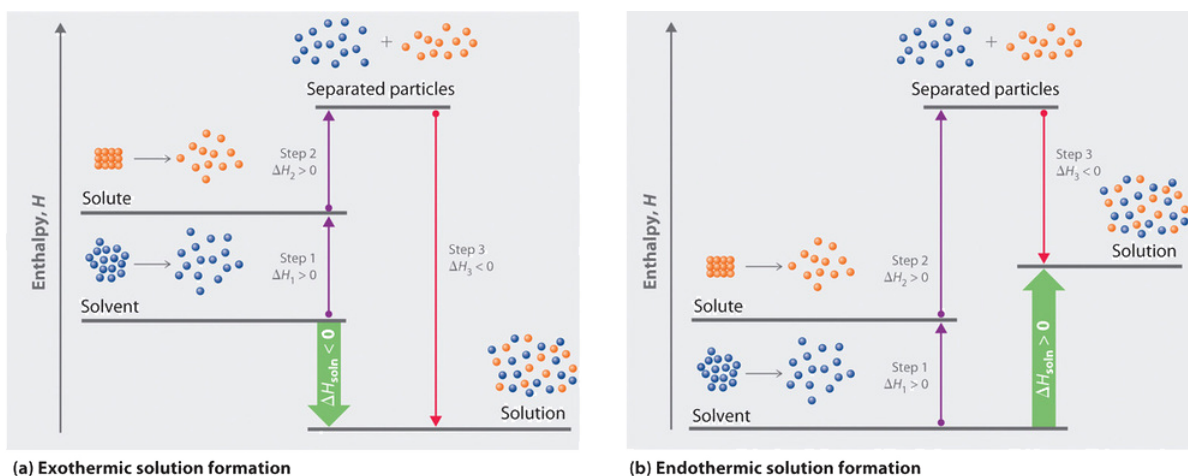 Enthalpy, H
+
Separated particles
Step 2
ΔH₂ > 0
Solute
Step 1
ΔH₁ > 0
Solvent
Step 3
ΔH₃ < 0
ΔHsoln < 0
Solution
(a) Exothermic solution formation
Enthalpy, H
+
Separated particles
Step 3
ΔH₃ < 0
Solution
Step 2
ΔH₂ > 0
Solute
Step 1
ΔH₁ > 0
Solvent
ΔHsoln > 0
(b) Endothermic solution formation